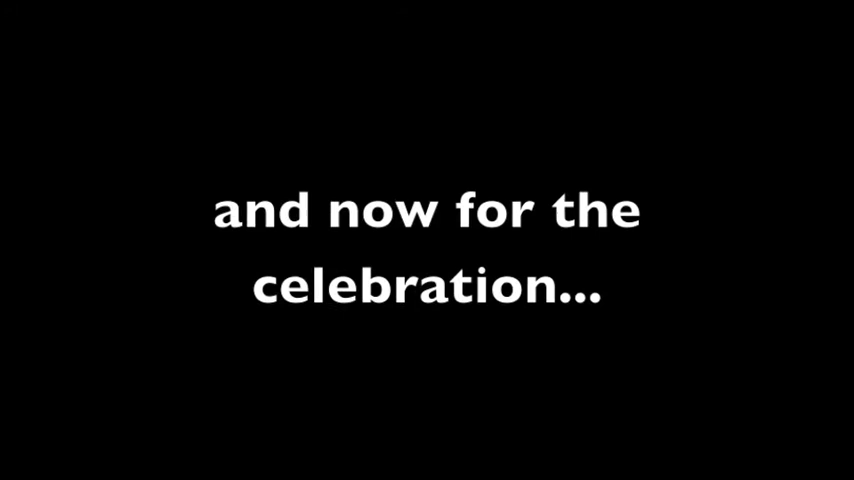 and now for the
celebration...